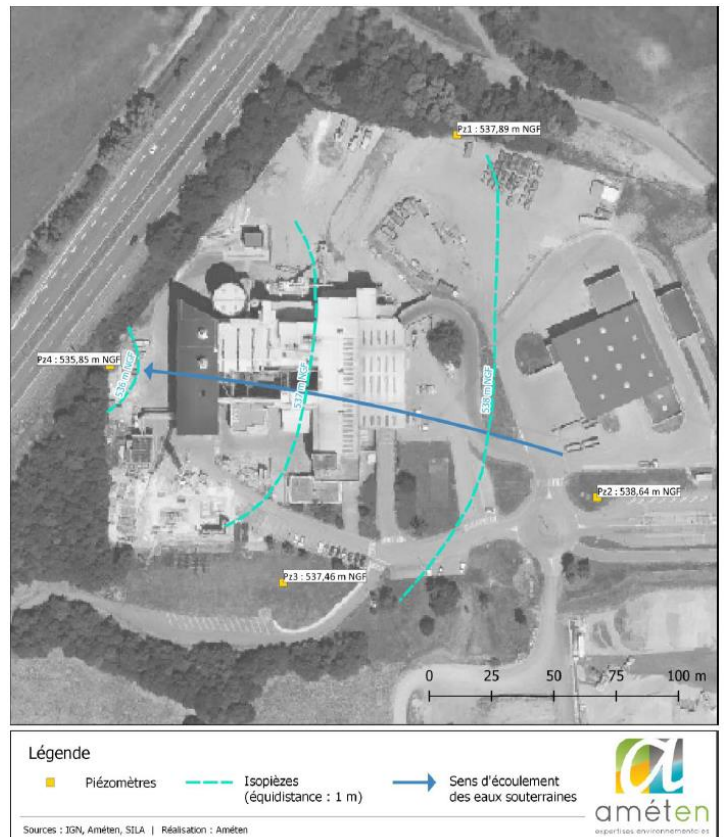 Pz1 : 537,89 m NGF
Pz4 : 535,85 m NGF
536 m NGF
537 m NGF
538 m NGF
Pz2 : 538,64 m NGF
Pz3 : 537,46 m NGF
0 25 50 75 100 m
Légende
Piézomètres
Isopièzes
(équidistance : 1 m)
Sens d'écoulement
des eaux souterraines
améten
expertises environnementales
Sources : IGN, Améten, SILA | Réalisation : Améten